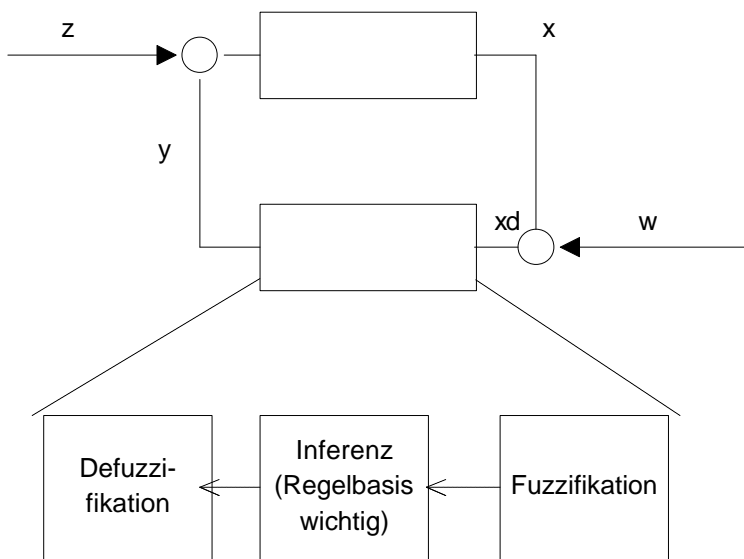 z
x
y
xd
w
Defuzzi-
fikation
Inferenz
(Regelbasis
wichtig)
Fuzzifikation